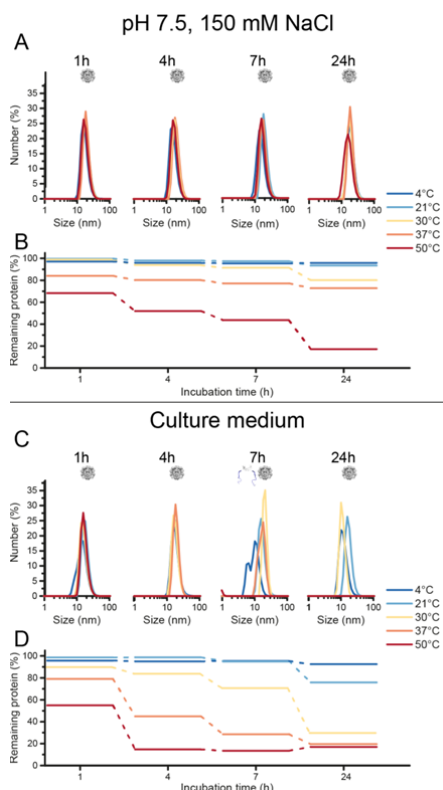 pH 7.5, 150 mM NaCl
A
1h 4h 7h 24h
Number (%)
35
30
25
20
15
10
5
0
1 10 100 1 10 100 1 10 100 1 10 100
Size (nm) Size (nm) Size (nm) Size (nm)
4°C
21°C
30°C
37°C
50°C
B
Remaining protein (%)
100
80
60
40
20
0
1 4 7 24
Incubation time (h)
Culture medium
C
1h 4h 7h 24h
Number (%)
35
30
25
20
15
10
5
0
1 10 100 1 10 100 1 10 100 1 10 100
Size (nm) Size (nm) Size (nm) Size (nm)
4°C
21°C
30°C
37°C
50°C
D
Remaining protein (%)
100
80
60
40
20
0
1 4 7 24
Incubation time (h)